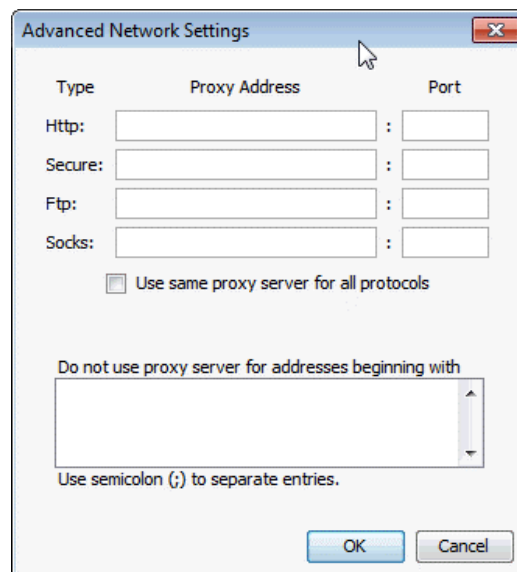 Advanced Network Settings
Type Proxy Address Port
Http: :
Secure: :
Ftp: :
Socks: :
Use same proxy server for all protocols
Do not use proxy server for addresses beginning with
Use semicolon (;) to separate entries.
OK Cancel